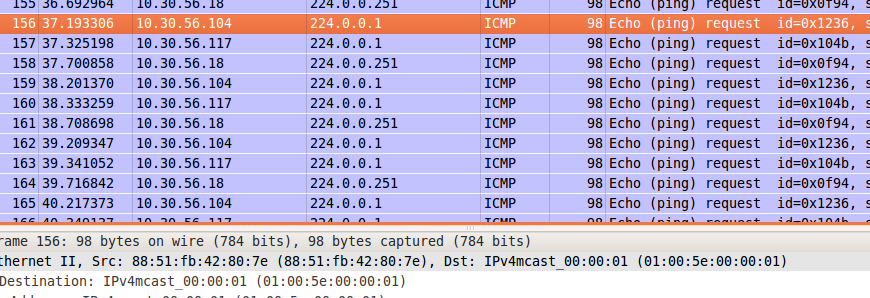 155 36.692964 10.30.56.18 224.0.0.251 ICMP 98 Echo (ping) request id=0x0f94, s
156 37.193306 10.30.56.104 224.0.0.1 ICMP 98 Echo (ping) request id=0x1236, s
157 37.325198 10.30.56.117 224.0.0.1 ICMP 98 Echo (ping) request id=0x104b, s
158 37.700858 10.30.56.18 224.0.0.251 ICMP 98 Echo (ping) request id=0x0f94, s
159 38.201370 10.30.56.104 224.0.0.1 ICMP 98 Echo (ping) request id=0x1236, s
160 38.333259 10.30.56.117 224.0.0.1 ICMP 98 Echo (ping) request id=0x104b, s
161 38.708698 10.30.56.18 224.0.0.251 ICMP 98 Echo (ping) request id=0x0f94, s
162 39.209347 10.30.56.104 224.0.0.1 ICMP 98 Echo (ping) request id=0x1236, s
163 39.341052 10.30.56.117 224.0.0.1 ICMP 98 Echo (ping) request id=0x104b, s
164 39.716842 10.30.56.18 224.0.0.251 ICMP 98 Echo (ping) request id=0x0f94, s
165 40.217373 10.30.56.104 224.0.0.1 ICMP 98 Echo (ping) request id=0x1236, s
166 40.349137 10.30.56.117 224.0.0.1 ICMP 98 Echo (ping) request id=0x104b, s
rame 156: 98 bytes on wire (784 bits), 98 bytes captured (784 bits)
thernet II, Src: 88:51:fb:42:80:7e (88:51:fb:42:80:7e), Dst: IPv4mcast_00:00:01 (01:00:5e:00:00:01)
Destination: IPv4mcast_00:00:01 (01:00:5e:00:00:01)
Address: IPv4mcast_00:00:01 (01:00:5e:00:00:01)